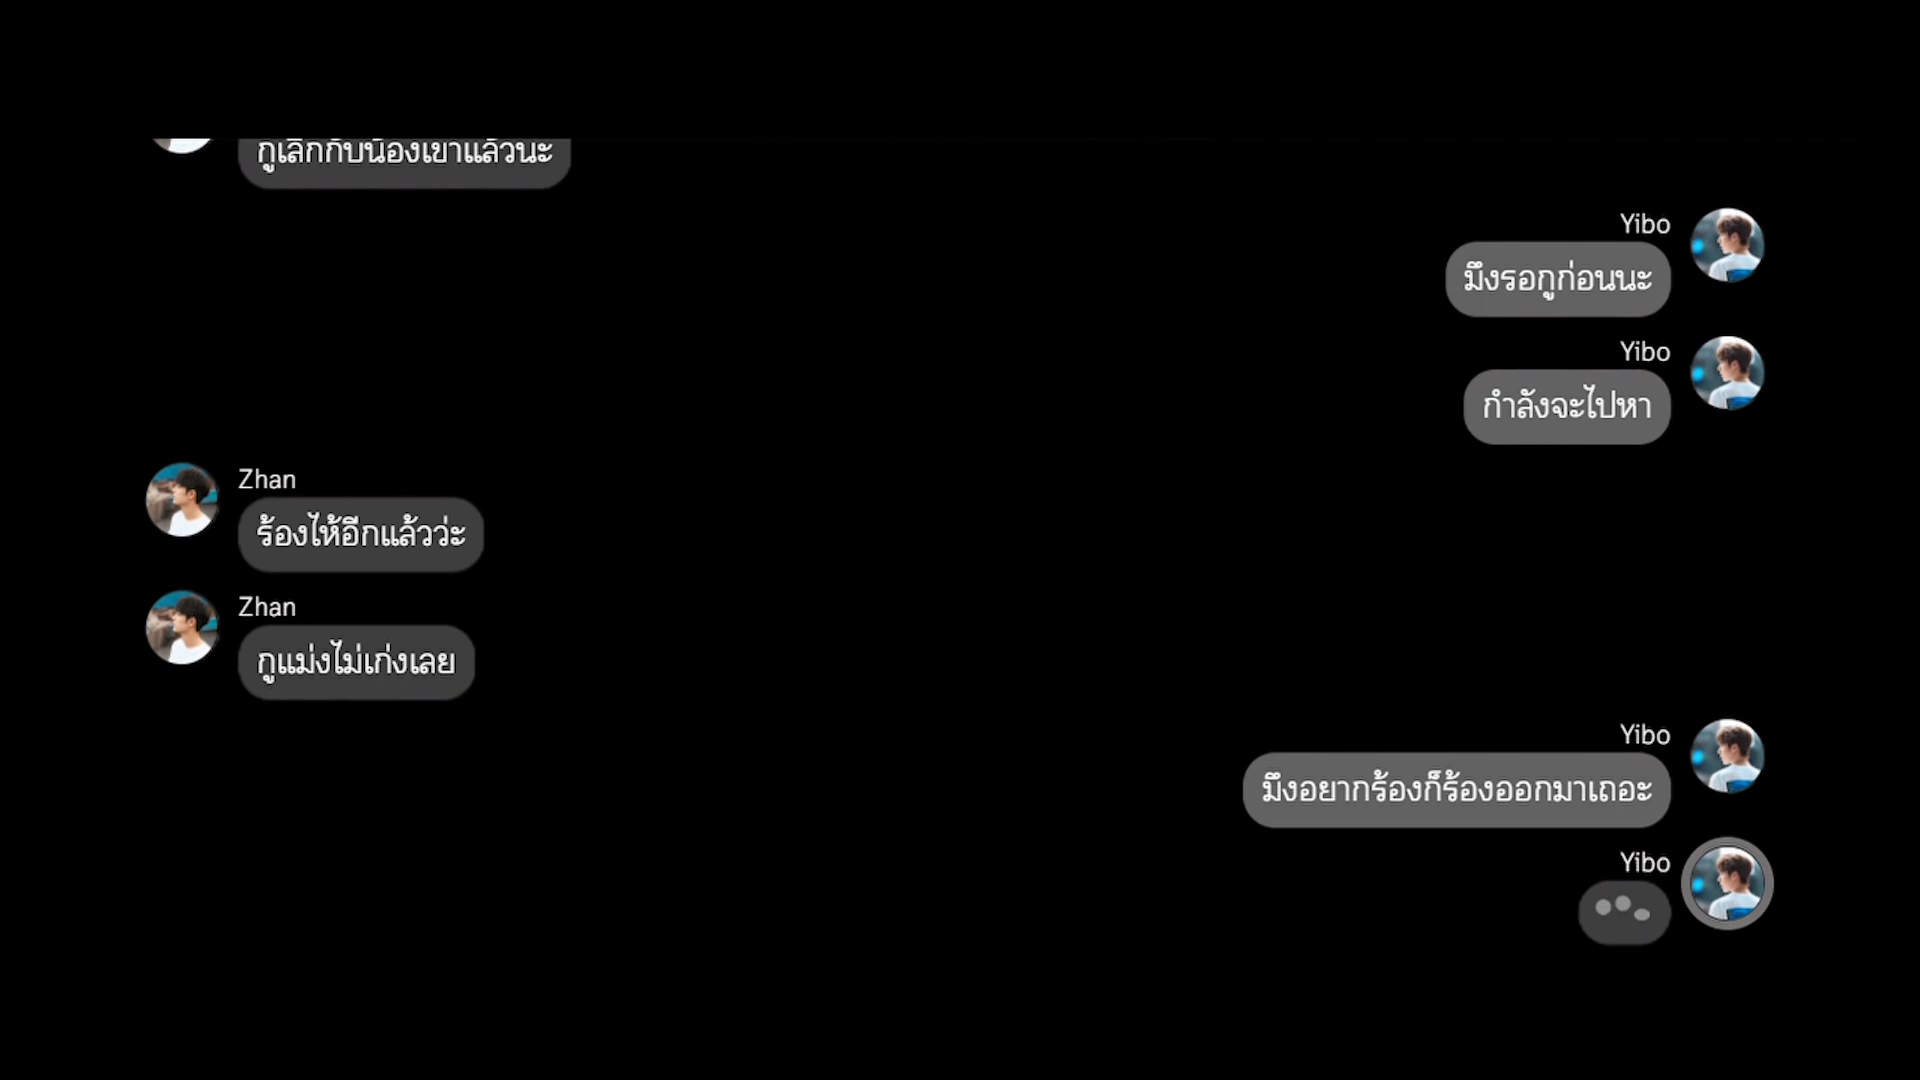 กูเลิกกับน้องเขาแล้วนะ
Yibo
มึงรอกูก่อนนะ
Yibo
กำลังจะไปหา
Zhan
ร้องไห้อีกแล้วว่ะ
Zhan
กูแม่งไม่เก่งเลย
Yibo
มึงอยากร้องก็ร้องออกมาเถอะ
Yibo